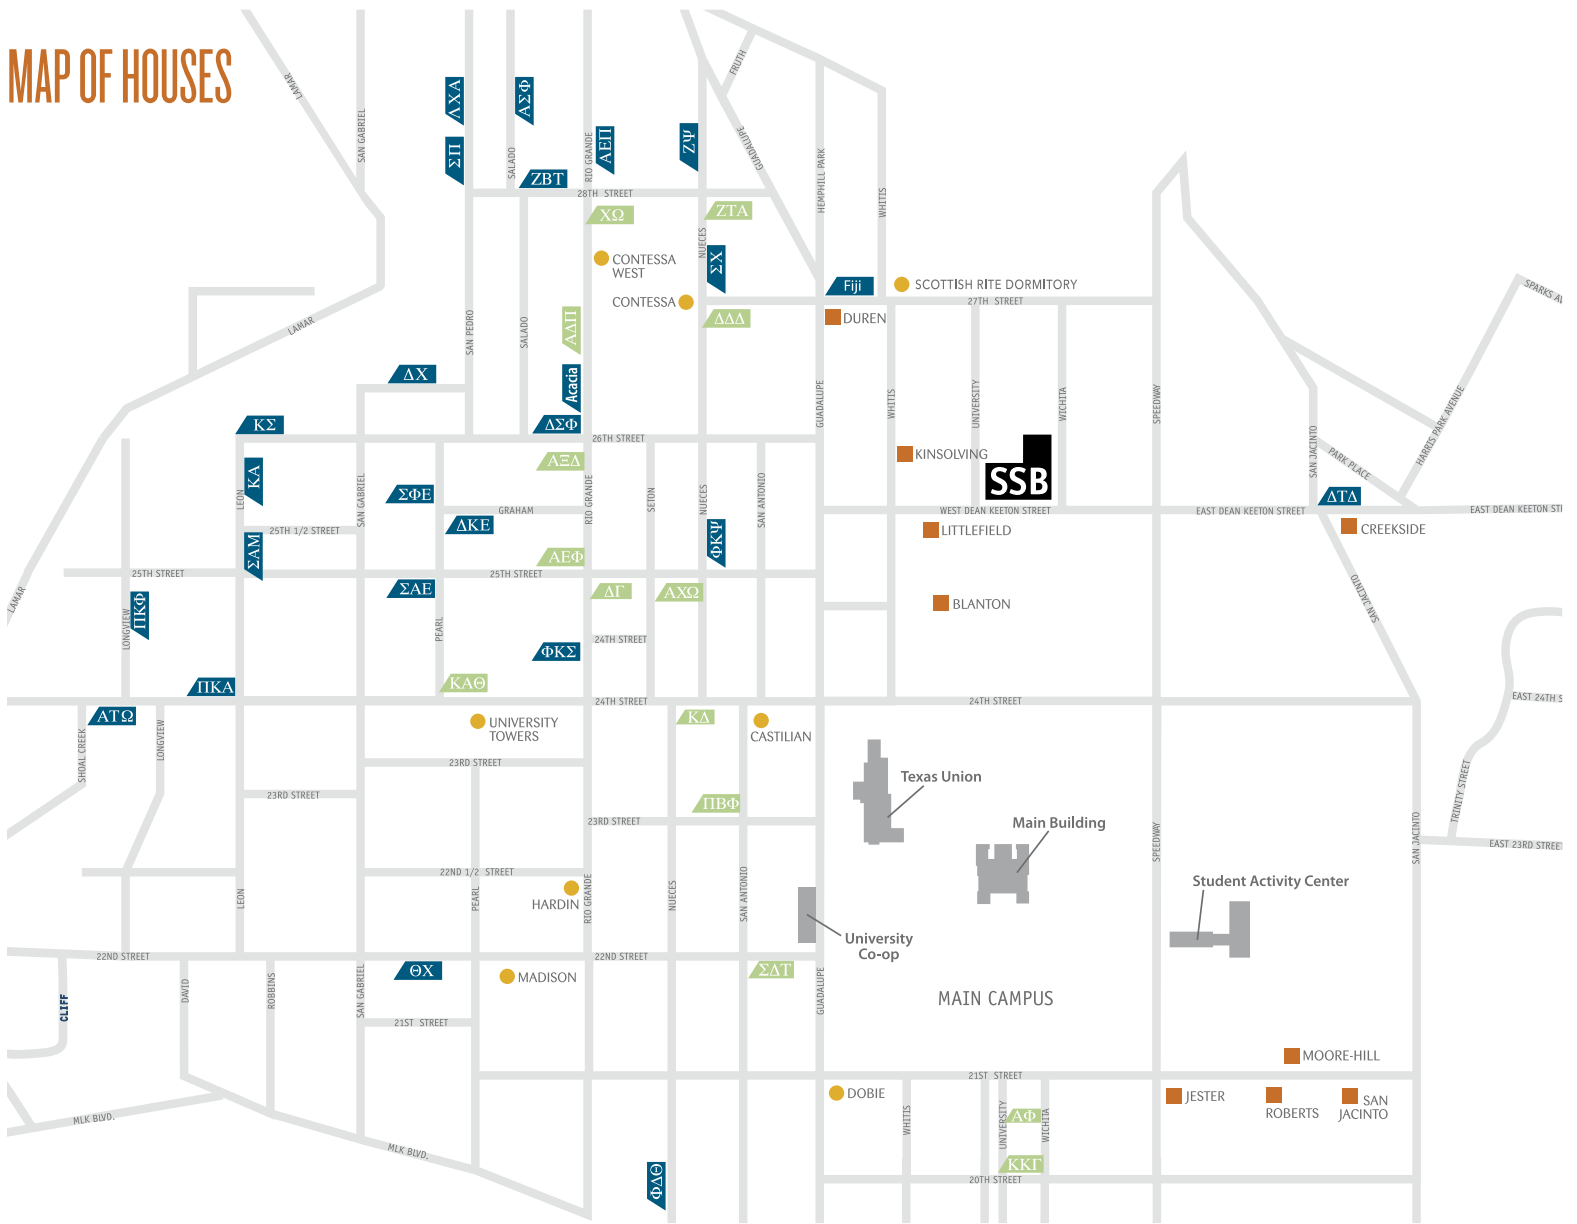 MAP OF HOUSES
LAMAR
SAN GABRIEL
ΛΧΑ
ΑΣΦ
ΣΠ
SALADO
ΖΒΤ
RIO GRANDE
ΑΕΠ
ΖΨ
FRUTH
GUADALUPE
HEMPHILL PARK
WHITIS
28TH STREET
ΧΩ
ΖΤΑ
NUECES
ΣΧ
CONTESSA
WEST
CONTESSA
Fiji
SCOTTISH RITE DORMITORY
27TH STREET
SPARKS AV
LAMAR
SAN PEDRO
SALADO
ΑΔΠ
ΔΔΔ
DUREN
ΔΧ
Acacia
GUADALUPE
WHITIS
UNIVERSITY
WICHITA
SPEEDWAY
HARRIS PARK AVENUE
ΚΣ
ΔΣΦ
26TH STREET
SAN JACINTO
PARK PLACE
ΚΑ
ΑΞΔ
KINSOLVING
SSB
LEON
SAN GABRIEL
ΣΦΕ
RIO GRANDE
SETON
NUECES
SAN ANTONIO
ΔΤΔ
GRAHAM
WEST DEAN KEETON STREET
EAST DEAN KEETON STREET
EAST DEAN KEETON STR
25TH 1/2 STREET
ΔΚΕ
ΦΚΨ
LITTLEFIELD
CREEKSIDE
ΣΑΜ
ΑΕΦ
25TH STREET
25TH STREET
LAMAR
ΣΑΕ
ΔΓ
ΑΧΩ
BLANTON
SAN JACINTO
LONGVIEW
ΠΚΦ
PEARL
24TH STREET
ΦΚΣ
ΠΚΑ
ΚΑΘ
24TH STREET
24TH STREET
EAST 24TH S
ΑΤΩ
UNIVERSITY
TOWERS
ΚΔ
CASTILIAN
SHOAL CREEK
LONGVIEW
23RD STREET
Texas Union
23RD STREET
ΠΒΦ
TRINITY STREET
23RD STREET
Main Building
SPEEDWAY
SAN JACINTO
EAST 23RD STREE
22ND 1/2 STREET
Student Activity Center
LEON
PEARL
HARDIN
RIO GRANDE
NUECES
SAN ANTONIO
University
Co-op
22ND STREET
22ND STREET
ΘΧ
MADISON
ΣΔΤ
CLIFF
DAVID
ROBBINS
SAN GABRIEL
GUADALUPE
MAIN CAMPUS
21ST STREET
MOORE-HILL
21ST STREET
DOBIE
JESTER
ROBERTS
SAN
JACINTO
MLK BLVD.
WHITIS
UNIVERSITY
ΑΦ
WICHITA
MLK BLVD.
ΦΔΘ
ΚΚΓ
20TH STREET